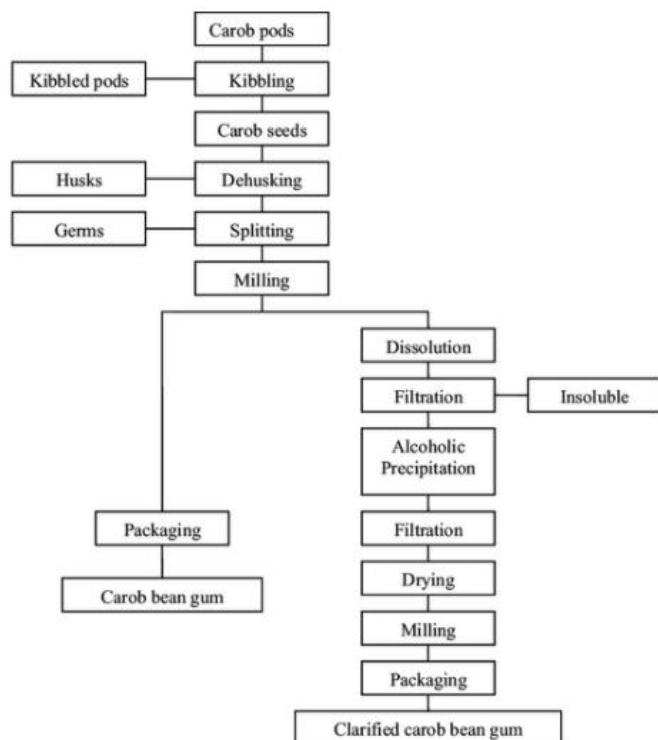 Carob pods
Kibbled pods
Kibbling
Carob seeds
Husks
Dehusking
Germs
Splitting
Milling
Dissolution
Filtration
Insoluble
Alcoholic
Precipitation
Packaging
Filtration
Carob bean gum
Drying
Milling
Packaging
Clarified carob bean gum